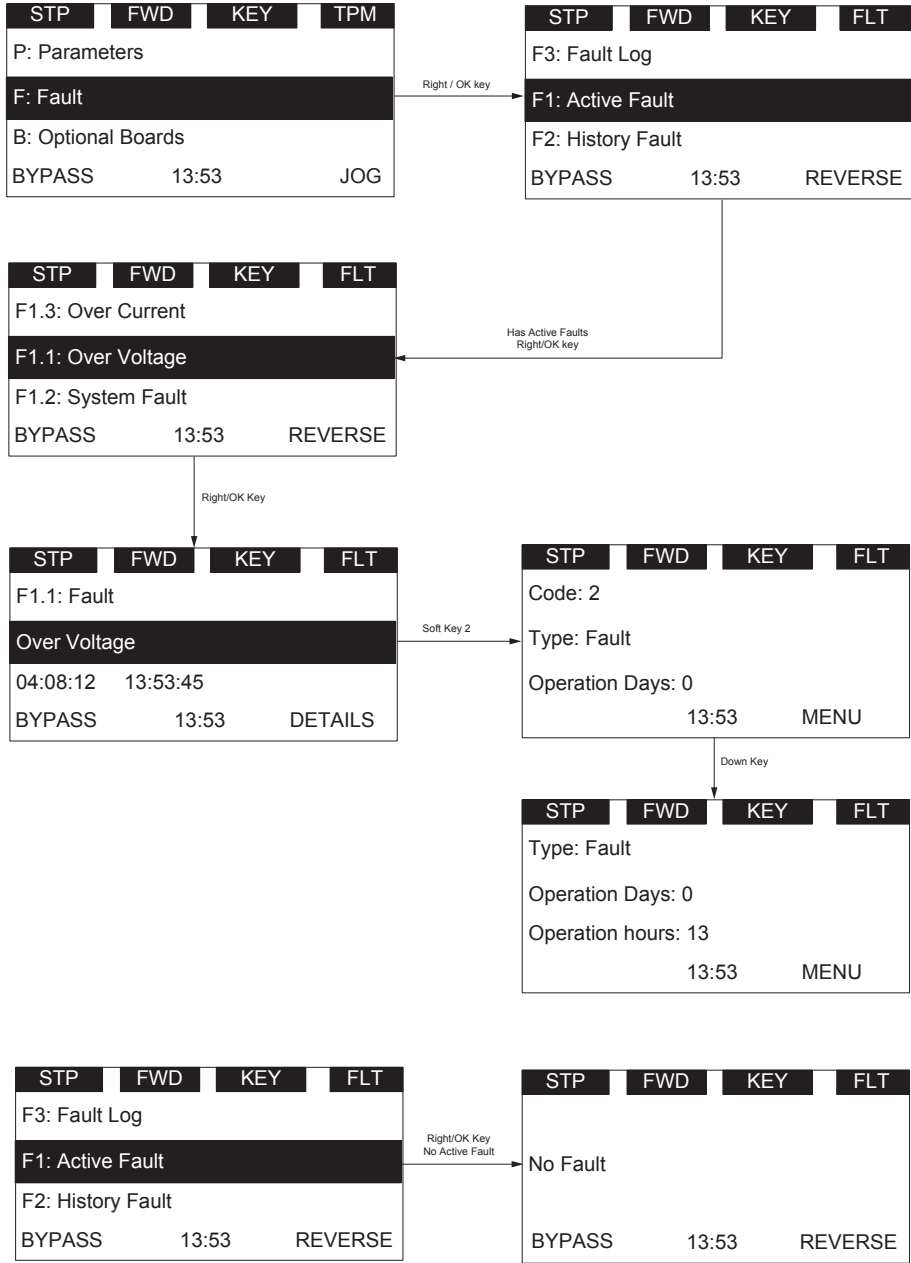 STP FWD KEY TPM
P: Parameters
F: Fault
B: Optional Boards
BYPASS 13:53 JOG
Right / OK key
STP FWD KEY FLT
F3: Fault Log
F1: Active Fault
F2: History Fault
BYPASS 13:53 REVERSE
Has Active Faults
Right/OK key
STP FWD KEY FLT
F1.3: Over Current
F1.1: Over Voltage
F1.2: System Fault
BYPASS 13:53 REVERSE
Right/OK Key
STP FWD KEY FLT
F1.1: Fault
Over Voltage
04:08:12 13:53:45
BYPASS 13:53 DETAILS
Soft Key 2
STP FWD KEY FLT
Code: 2
Type: Fault
Operation Days: 0
13:53 MENU
Down Key
STP FWD KEY FLT
Type: Fault
Operation Days: 0
Operation hours: 13
13:53 MENU
STP FWD KEY FLT
F3: Fault Log
F1: Active Fault
F2: History Fault
BYPASS 13:53 REVERSE
Right/OK Key
No Active Fault
STP FWD KEY FLT
No Fault
BYPASS 13:53 REVERSE